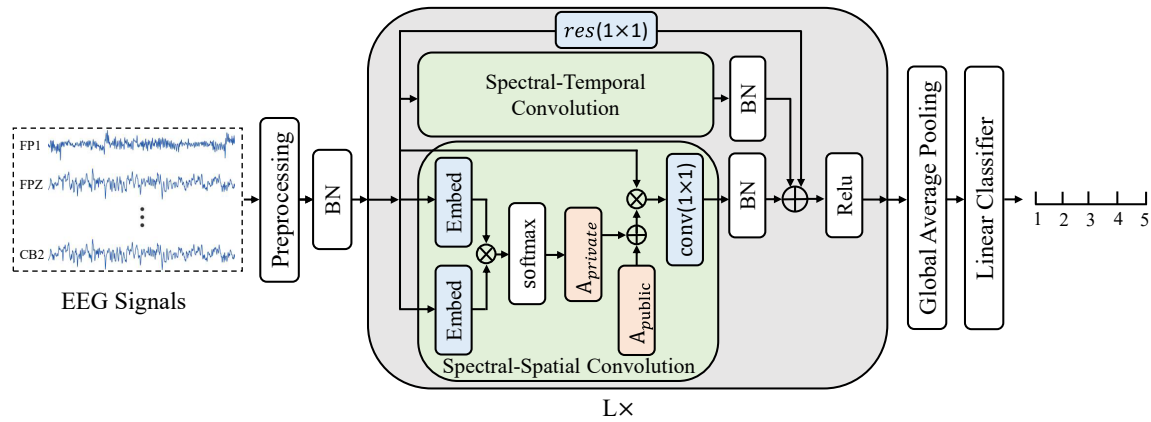 FP1
FPZ
CB2
EEG Signals
Preprocessing
BN
res(1×1)
Spectral-Temporal
Convolution
BN
Embed
Embed
softmax
A_private
A_public
conv(1×1)
Spectral-Spatial Convolution
BN
Relu
L×
Global Average Pooling
Linear Classifier
1 2 3 4 5